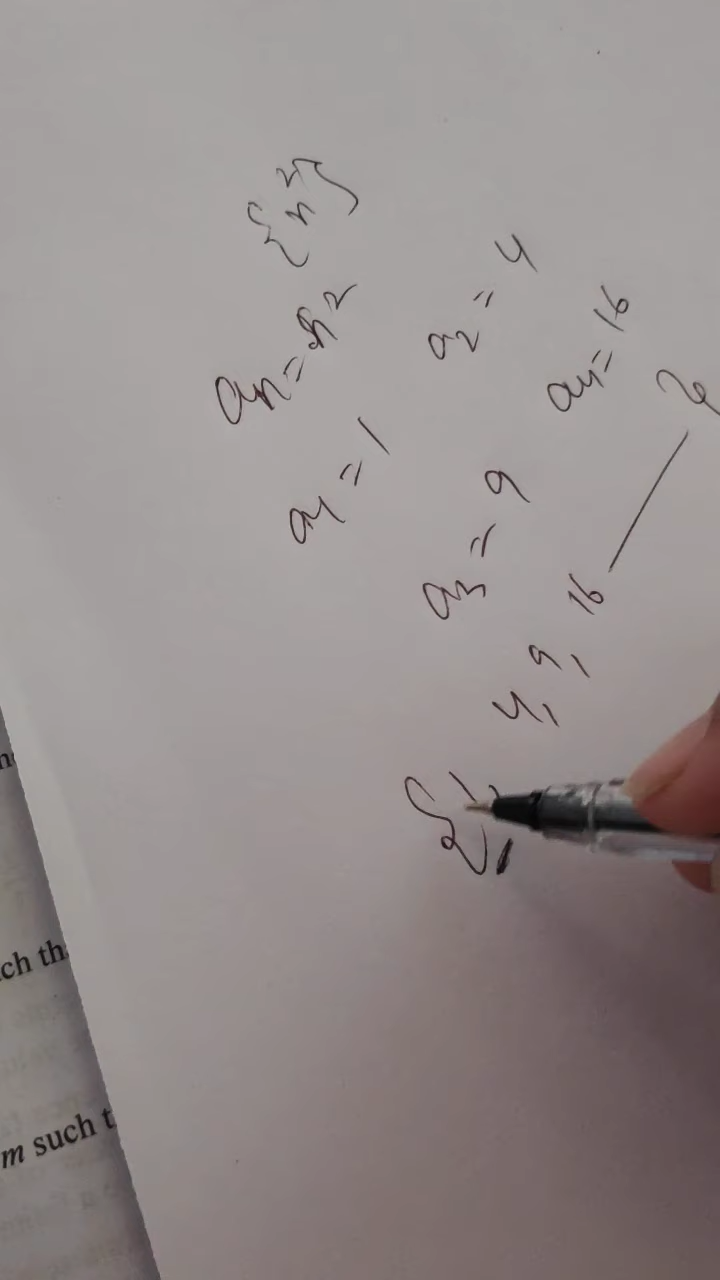 {n²}
aₙ = n²
a₁ = 1 a₂ = 4
a₃ = 9 a₄ = 16
{1, 4, 9, 16 — }
ch th
m such t